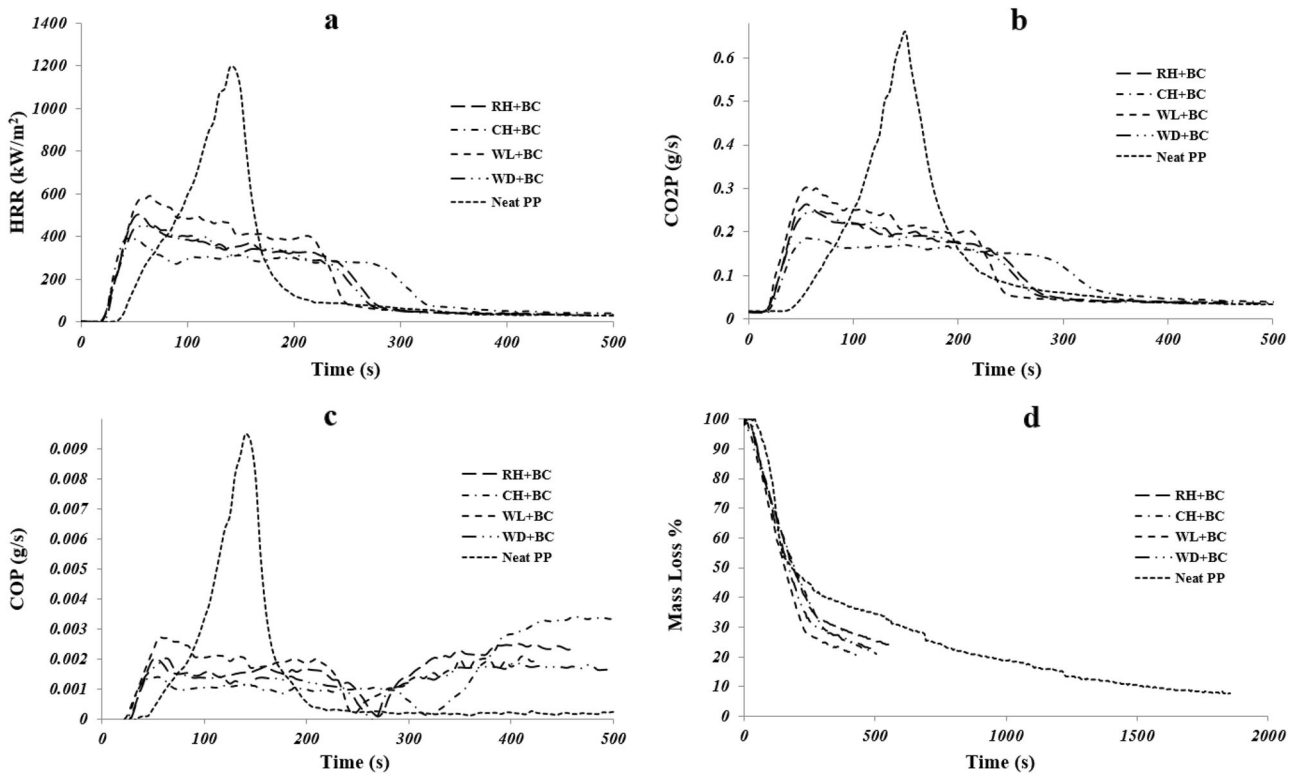 a
1400
1200
1000
800
600
400
200
0
HRR (kW/m²)
0 100 200 300 400 500
Time (s)
RH+BC
CH+BC
WL+BC
WD+BC
Neat PP
b
0.6
0.5
0.4
0.3
0.2
0.1
0.0
CO2P (g/s)
0 100 200 300 400 500
Time (s)
RH+BC
CH+BC
WL+BC
WD+BC
Neat PP
c
0.009
0.008
0.007
0.006
0.005
0.004
0.003
0.002
0.001
0
COP (g/s)
0 100 200 300 400 500
Time (s)
RH+BC
CH+BC
WL+BC
WD+BC
Neat PP
d
100
90
80
70
60
50
40
30
20
10
0
Mass Loss %
0 500 1000 1500 2000
Time (s)
RH+BC
CH+BC
WL+BC
WD+BC
Neat PP